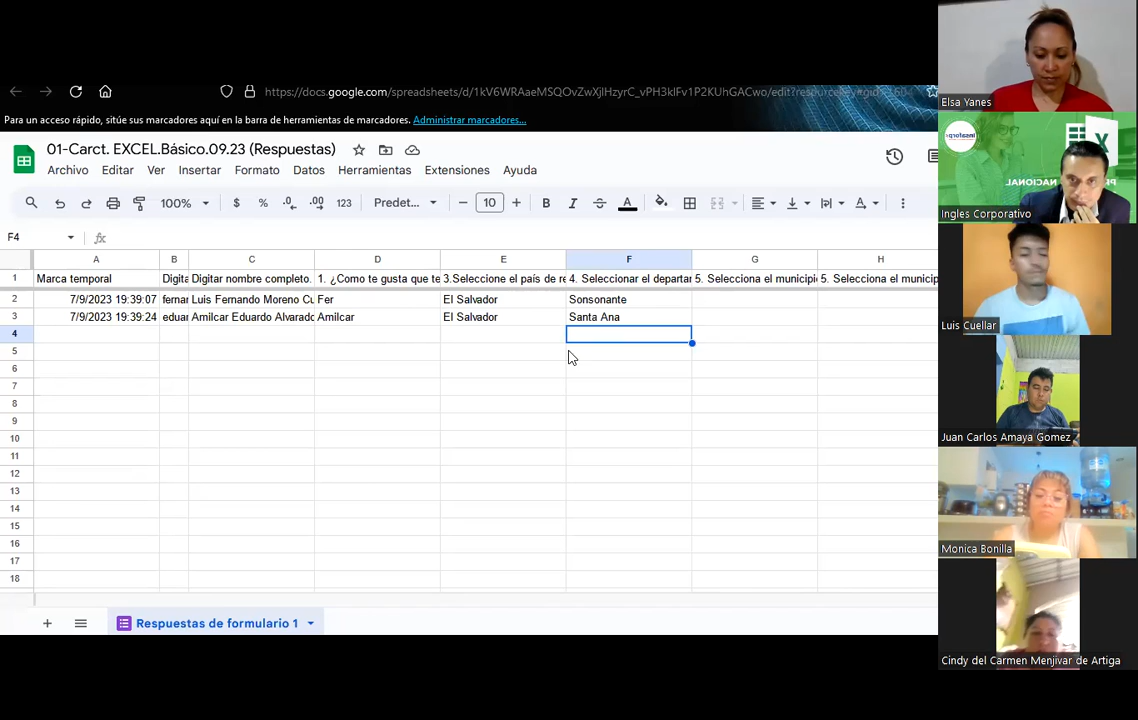 https://docs.google.com/spreadsheets/d/1kV6WRAaeMSQOvZwXjlHzyrC_vPH3klFv1P2KUhGACwo/edit?resourcekey#gid=1604
Para un acceso rápido, sitúe sus marcadores aquí en la barra de herramientas de marcadores. Administrar marcadores...
01-Carct. EXCEL.Básico.09.23 (Respuestas)
Archivo Editar Ver Insertar Formato Datos Herramientas Extensiones Ayuda
100% $ % .0 .00 123 Predet... 10 B I A
F4 fx
A B C D E F G H
1 Marca temporal Digita Digitar nombre completo. 1. ¿Como te gusta que te 3.Seleccione el país de re 4. Seleccionar el departar 5. Selecciona el municipi 5. Selecciona el municip
2 7/9/2023 19:39:07 fernar Luis Fernando Moreno Cu Fer El Salvador Sonsonante
3 7/9/2023 19:39:24 eduar Amilcar Eduardo Alvarado Amilcar El Salvador Santa Ana
4
5
6
7
8
9
10
11
12
13
14
15
16
17
18
Respuestas de formulario 1
Elsa Yanes
insaforp
NACIONAL
Ingles Corporativo
Luis Cuellar
Juan Carlos Amaya Gomez
Monica Bonilla
Cindy del Carmen Menjivar de Artiga